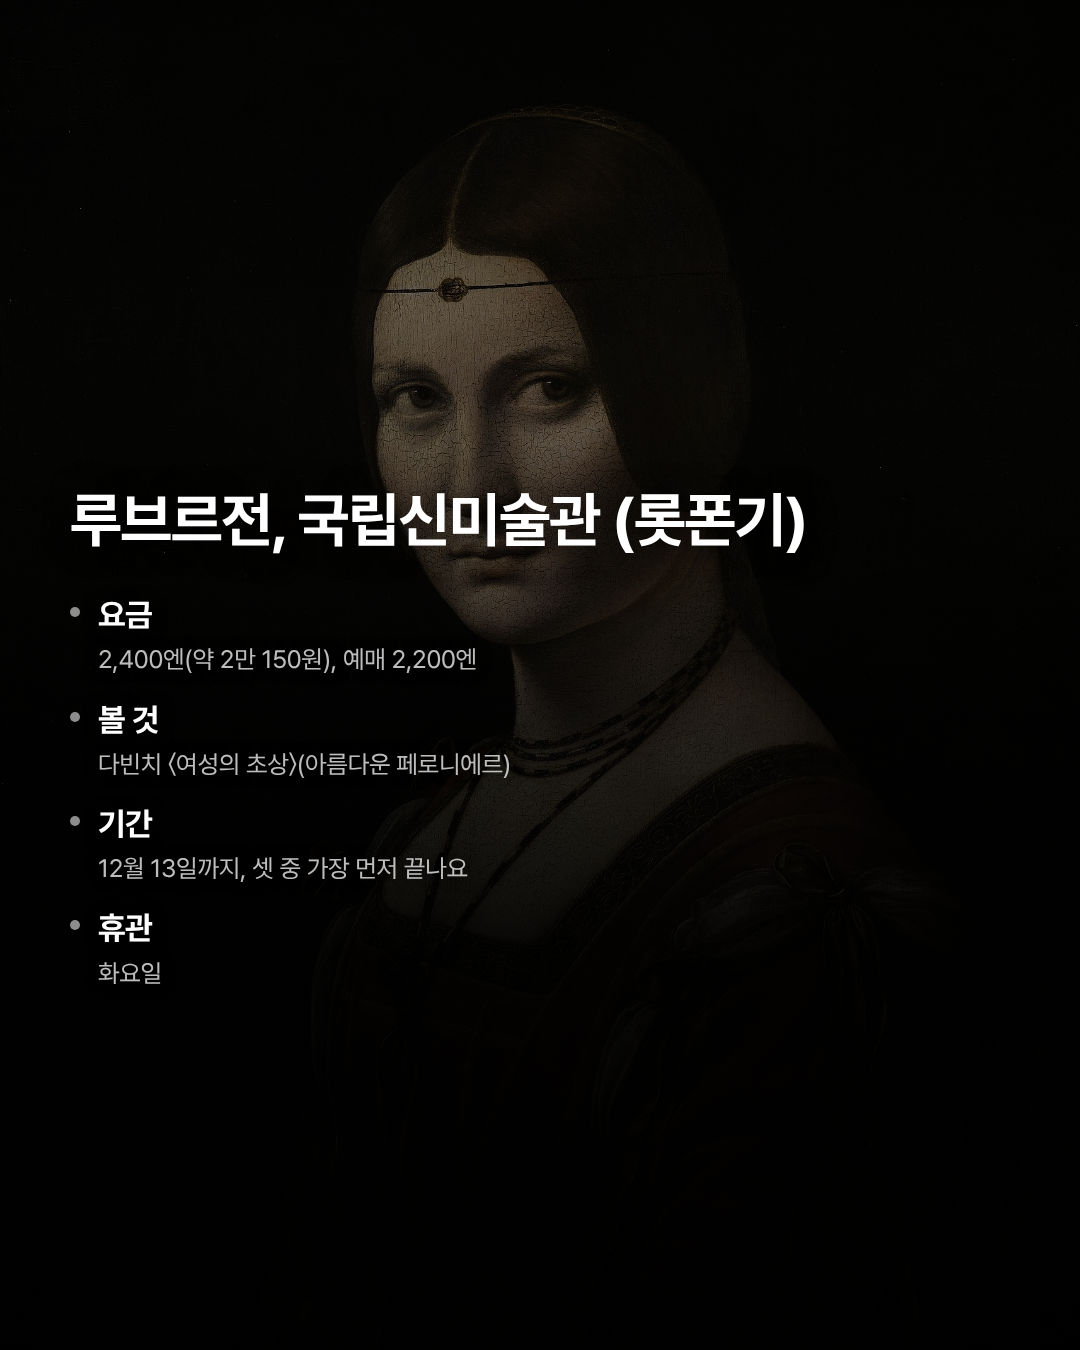 루브르전, 국립신미술관 (롯폰기)
• 요금
2,400엔(약 2만 150원), 예매 2,200엔
• 볼 것
다빈치 〈여성의 초상〉(아름다운 페로니에르)
• 기간
12월 13일까지, 셋 중 가장 먼저 끝나요
• 휴관
화요일